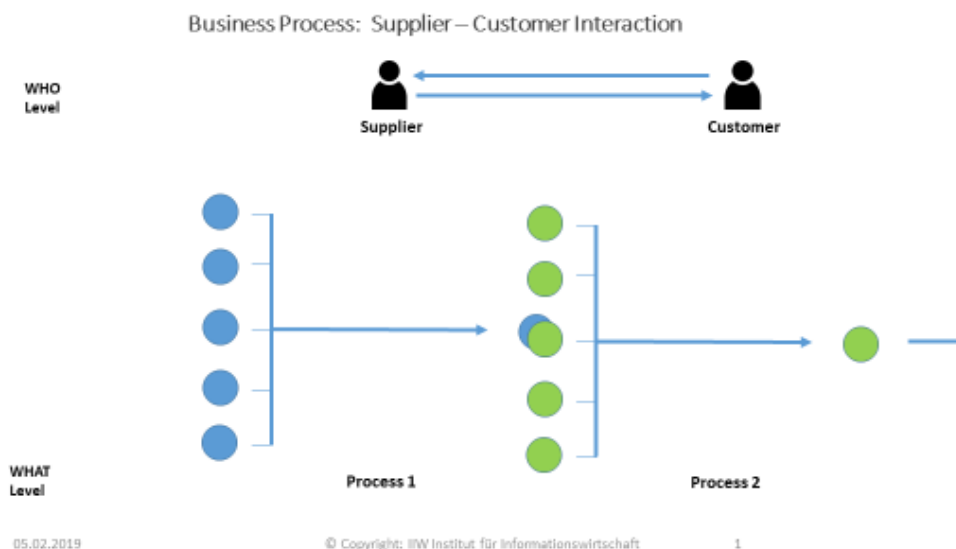 Business Process: Supplier – Customer Interaction
WHO
Level
Supplier
Customer
WHAT
Level
Process 1
Process 2
05.02.2019
© Copyright: IIW Institut für Informationswirtschaft
1